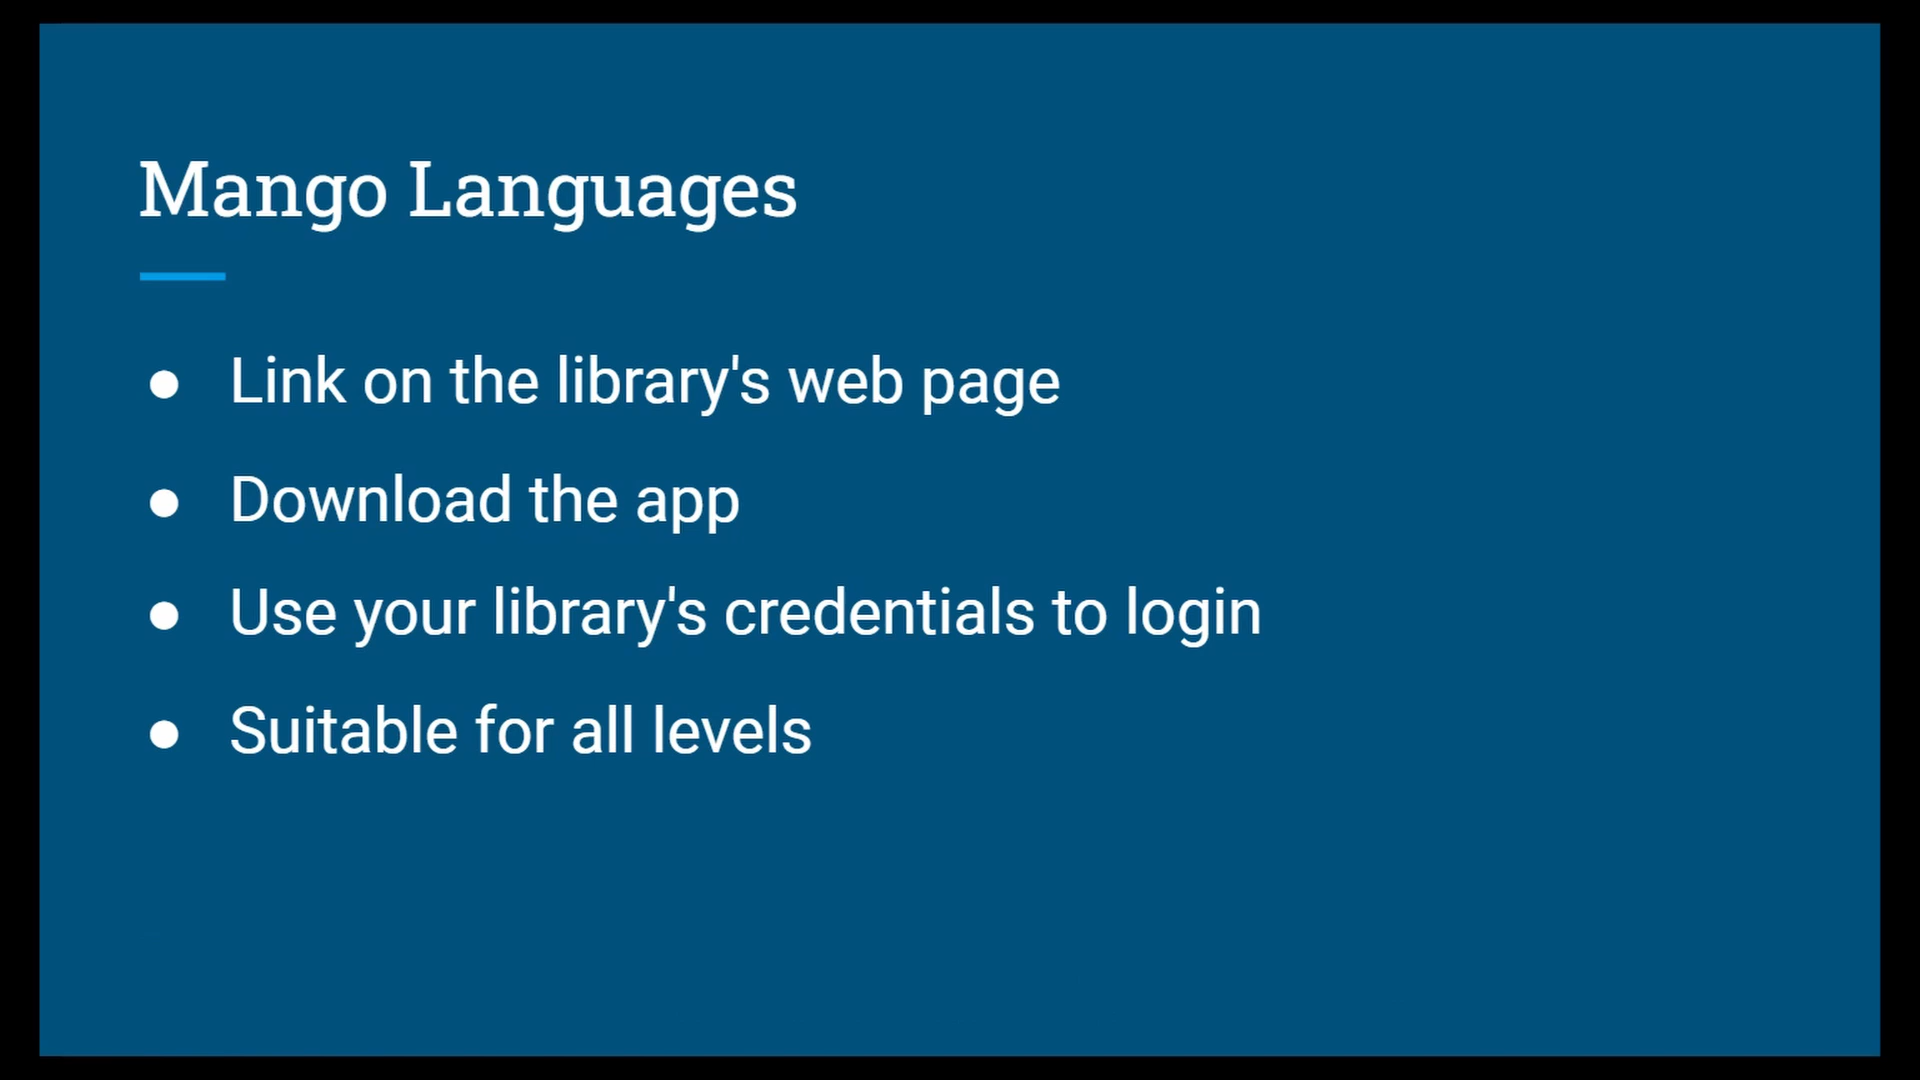 Mango Languages
● Link on the library's web page
● Download the app
● Use your library's credentials to login
● Suitable for all levels